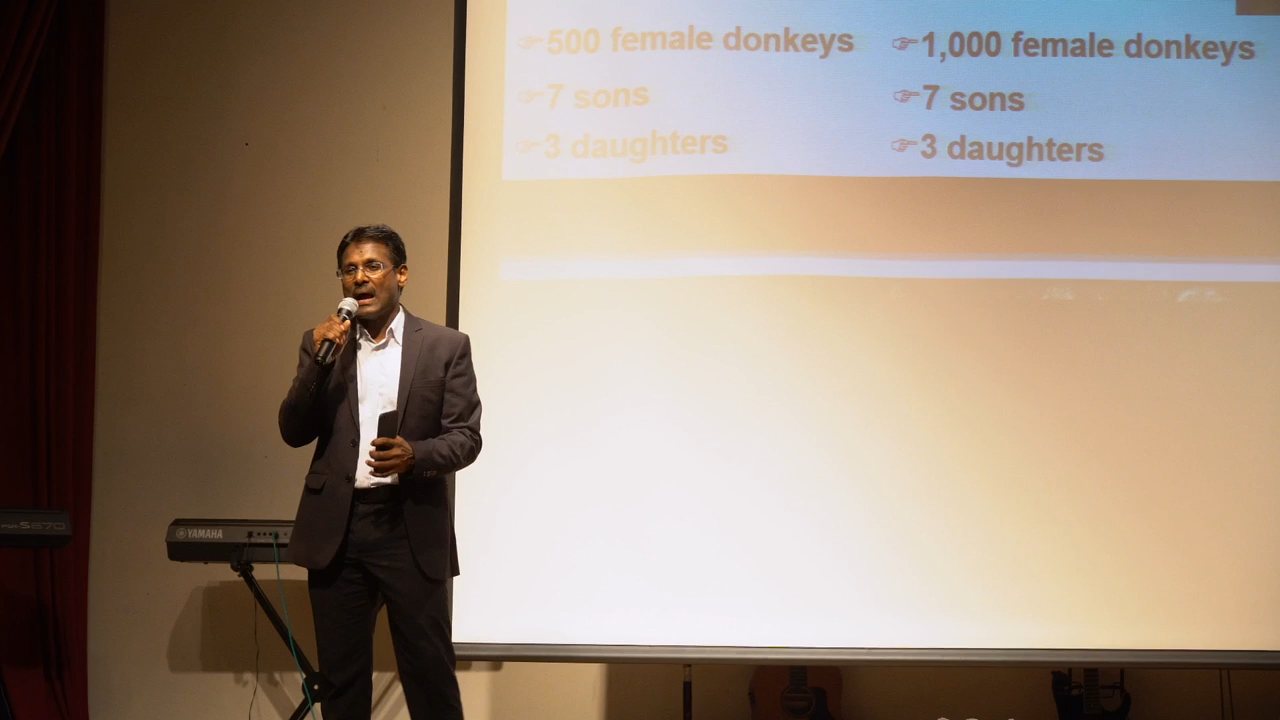 ☞500 female donkeys
☞7 sons
☞3 daughters
☞1,000 female donkeys
☞7 sons
☞3 daughters
YAMAHA